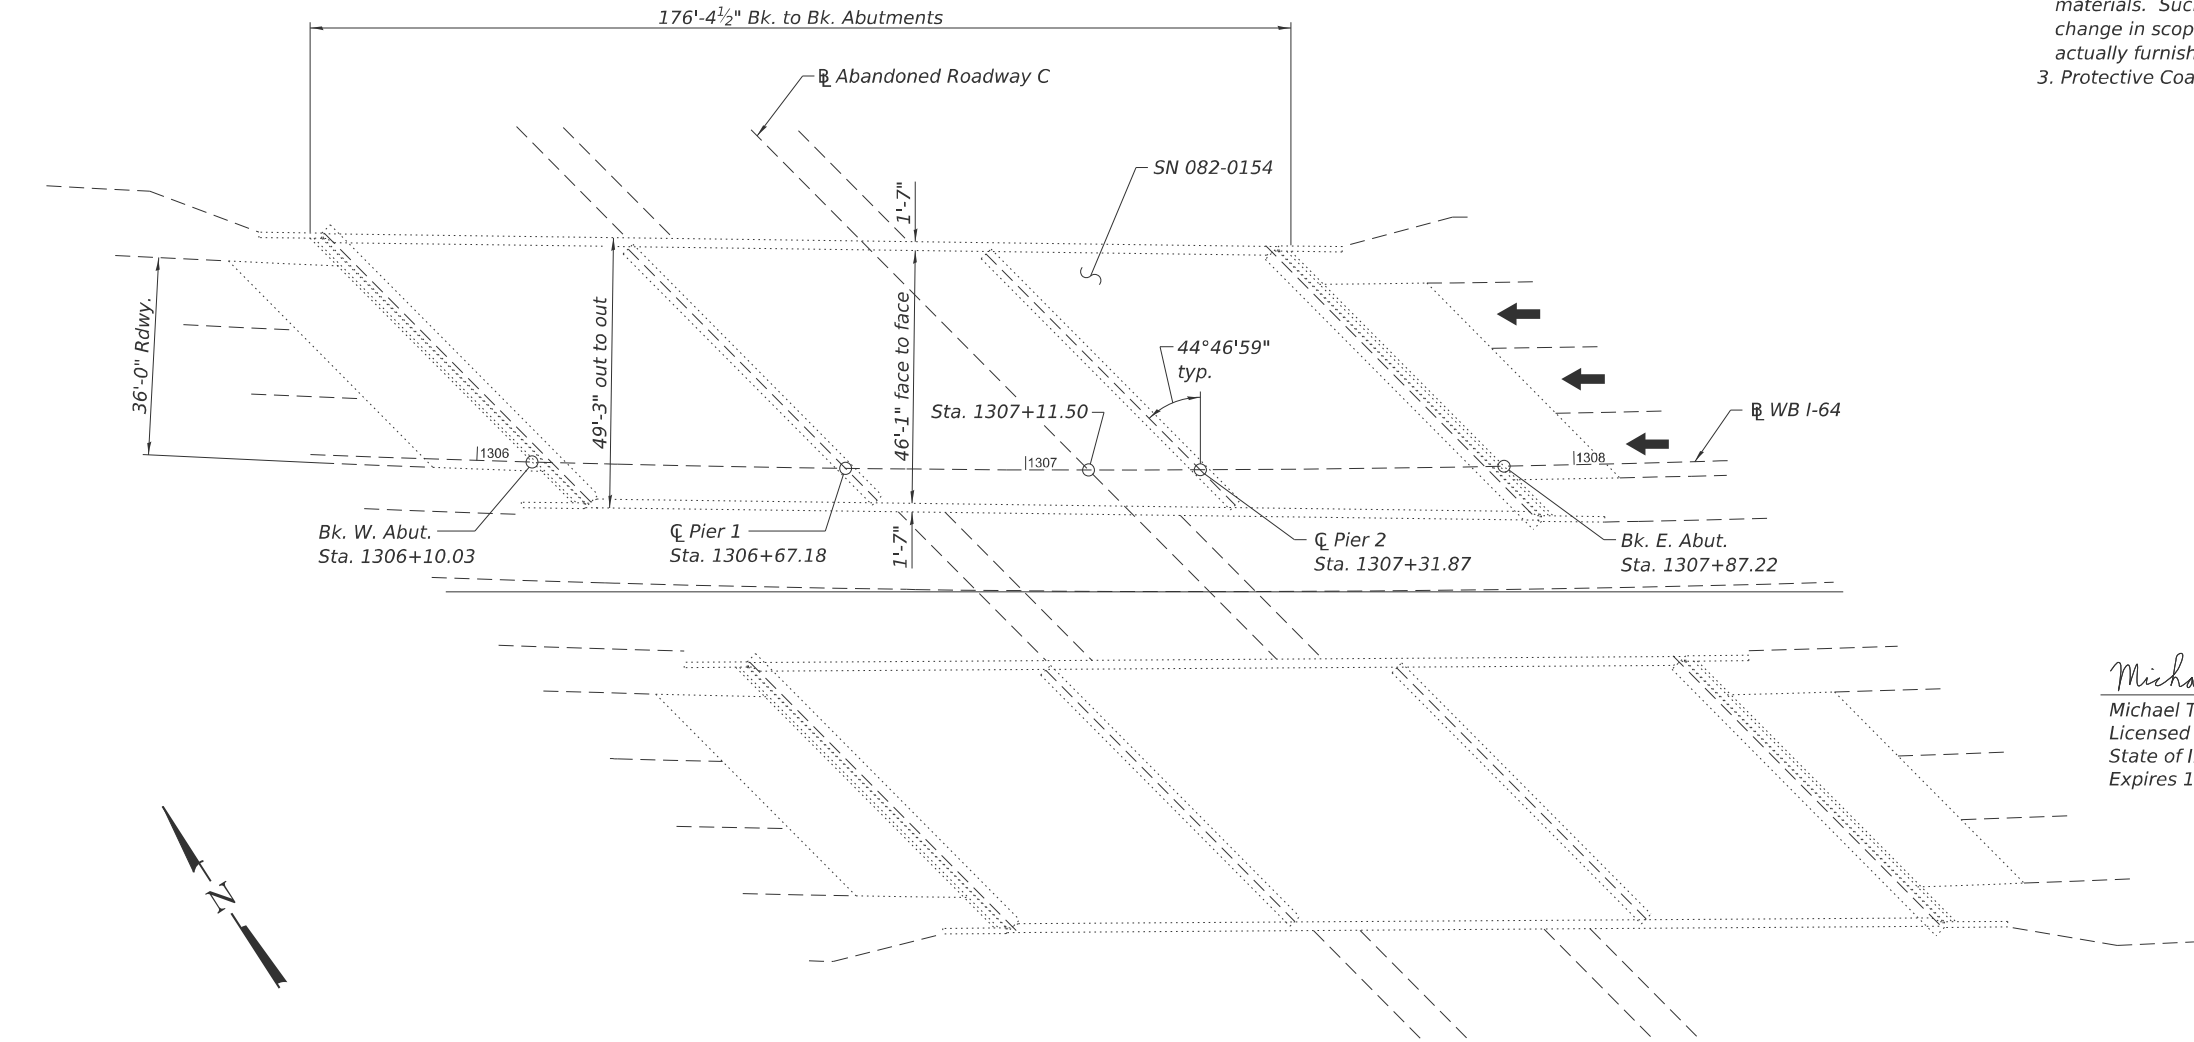 176'-4½" Bk. to Bk. Abutments
materials.
change in scop
actually furnish
3. Protective Coa
℄ Abandoned Roadway C
SN 082-0154
1'-7"
36'-0" Rdwy.
49'-3" out to out
46'-1" face to face
44°46'59"
typ.
Sta. 1307+11.50
℄ WB I-64
1306
1307
1308
Bk. W. Abut.
Sta. 1306+10.03
℄ Pier 1
Sta. 1306+67.18
1'-7"
℄ Pier 2
Sta. 1307+31.87
Bk. E. Abut.
Sta. 1307+87.22
Micha
Michael T
Licensed
State of I
Expires 1
N